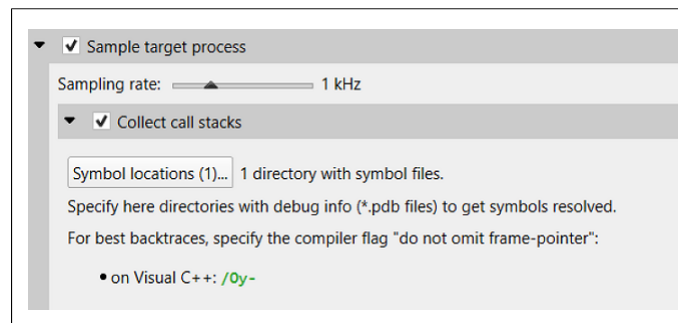 Sample target process
Sampling rate: 1 kHz
Collect call stacks
Symbol locations (1)... 1 directory with symbol files.
Specify here directories with debug info (*.pdb files) to get symbols resolved.
For best backtraces, specify the compiler flag "do not omit frame-pointer":
• on Visual C++: /Oy-